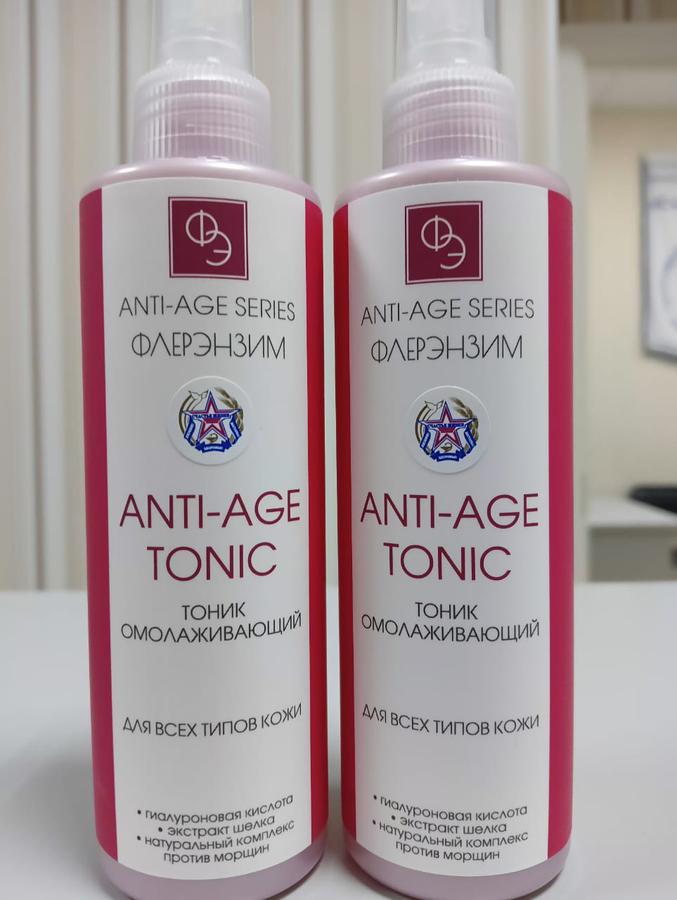 ФЭ
ANTI-AGE SERIES
ФЛЕРЭНЗИМ
ANTI-AGE
TONIC
ТОНИК
ОМОЛАЖИВАЮЩИЙ
ДЛЯ ВСЕХ ТИПОВ КОЖИ
• гиалуроновая кислота
• экстракт шелка
• натуральный комплекс
против морщин
ФЭ
ANTI-AGE SERIES
ФЛЕРЭНЗИМ
ANTI-AGE
TONIC
ТОНИК
ОМОЛАЖИВАЮЩИЙ
ДЛЯ ВСЕХ ТИПОВ КОЖИ
• гиалуроновая кислота
• экстракт шелка
• натуральный комплекс
против морщин